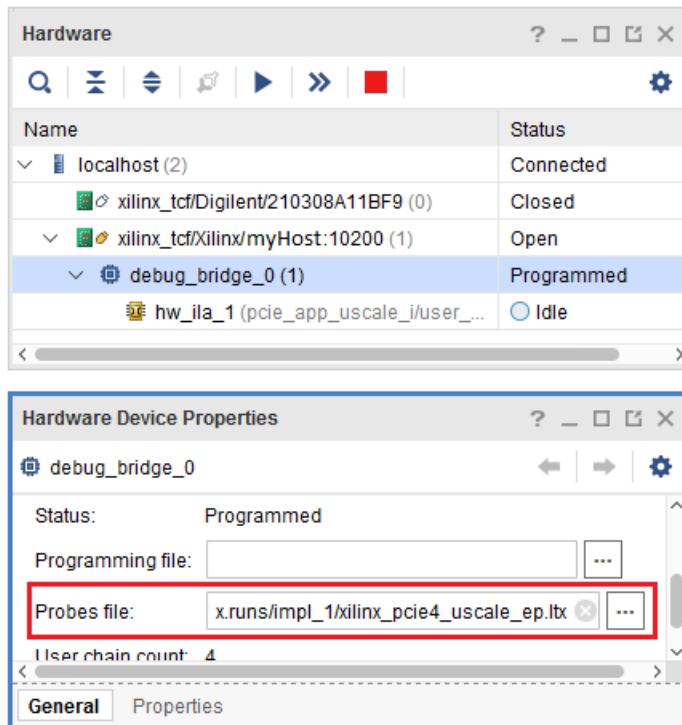 Hardware
Name Status
localhost (2) Connected
xilinx_tcf/Digilent/210308A11BF9 (0) Closed
xilinx_tcf/Xilinx/myHost:10200 (1) Open
debug_bridge_0 (1) Programmed
hw_ila_1 (pcie_app_uscale_i/user_... Idle
Hardware Device Properties
debug_bridge_0
Status: Programmed
Programming file: ...
Probes file: x.runs/impl_1/xilinx_pcie4_uscale_ep.ltx ...
User chain count: 4
General Properties